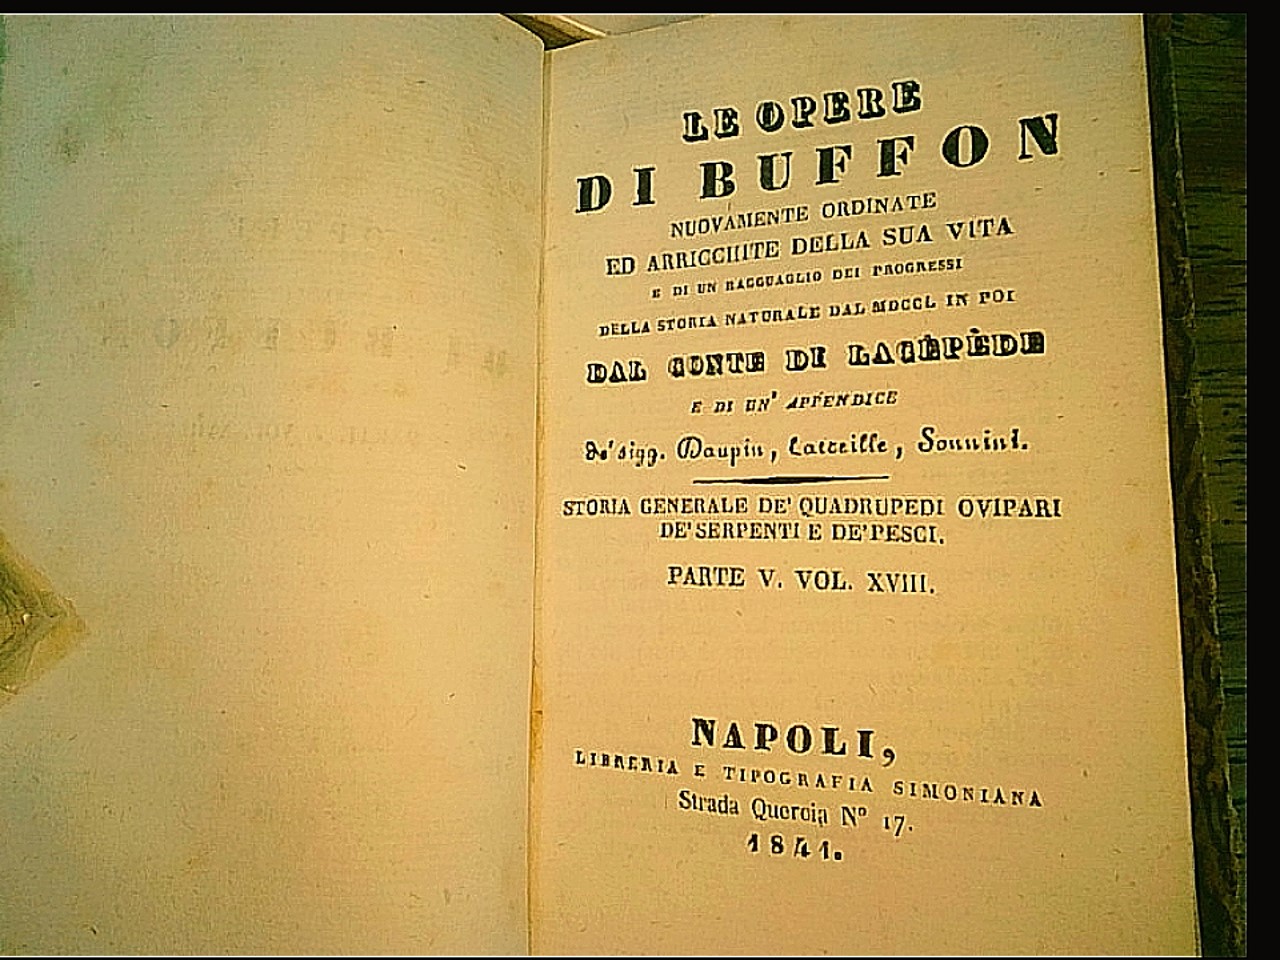 LE OPERE
DI BUFFON
NUOVAMENTE ORDINATE
ED ARRICCHITE DELLA SUA VITA
E DI UN RAGGUAGLIO DEI PROGRESSI
DELLA STORIA NATURALE DAL MDCCL IN POI
DAL CONTE DI LACÈPÈDE
E DI UN' APPENDICE
de' sigg. Daupin, Latreille, Sonnini.
STORIA GENERALE DE' QUADRUPEDI OVIPARI
DE' SERPENTI E DE' PESCI.
PARTE V. VOL. XVIII.
NAPOLI,
LIBRERIA E TIPOGRAFIA SIMONIANA
Strada Quercia Nº 17.
1841.